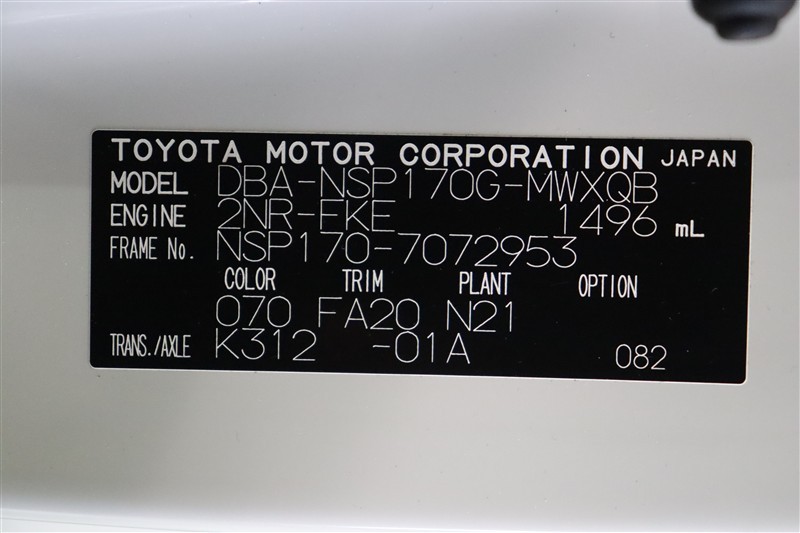 TOYOTA MOTOR CORPORATION JAPAN
MODEL DBA-NSP170G-MWXQB
ENGINE 2NR-FKE 1496 mL
FRAME No. NSP170-7072953
COLOR TRIM PLANT OPTION
070 FA20 N21
TRANS./AXLE K312 -01A 082